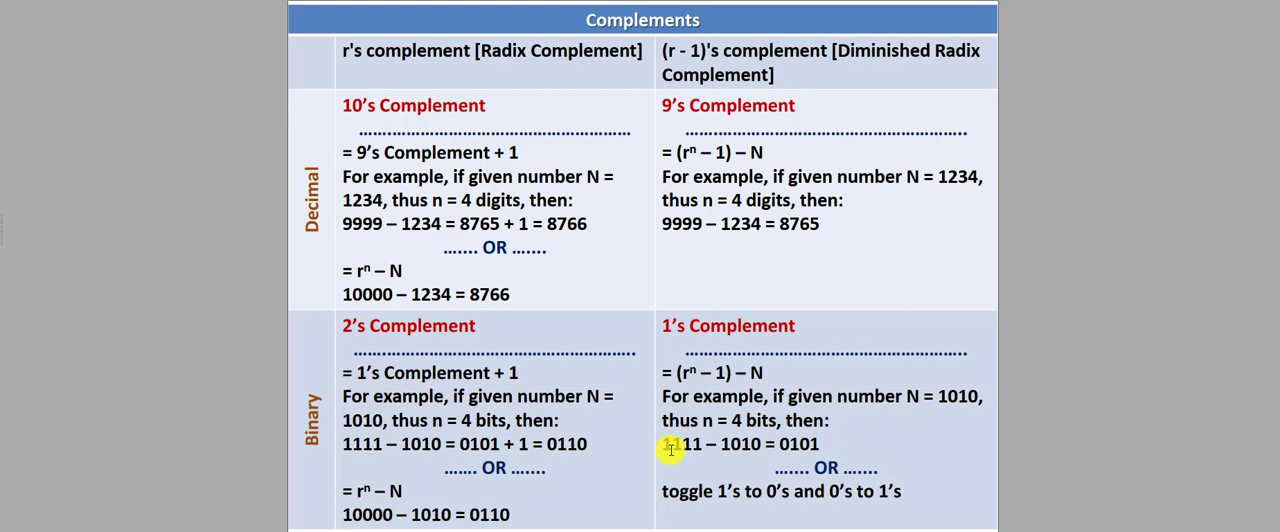 Complements
r's complement [Radix Complement]
(r - 1)'s complement [Diminished Radix
Complement]
Decimal
10's Complement
…….…………………………………
= 9's Complement + 1
For example, if given number N =
1234, thus n = 4 digits, then:
9999 – 1234 = 8765 + 1 = 8766
……. OR …….
= rⁿ – N
10000 – 1234 = 8766
9's Complement
…….…………………………………..
= (rⁿ – 1) – N
For example, if given number N = 1234,
thus n = 4 digits, then:
9999 – 1234 = 8765
Binary
2's Complement
…….…………………………………..
= 1's Complement + 1
For example, if given number N =
1010, thus n = 4 bits, then:
1111 – 1010 = 0101 + 1 = 0110
……. OR …….
= rⁿ – N
10000 – 1010 = 0110
1's Complement
…….…………………………………..
= (rⁿ – 1) – N
For example, if given number N = 1010,
thus n = 4 bits, then:
1111 – 1010 = 0101
……. OR …….
toggle 1's to 0's and 0's to 1's